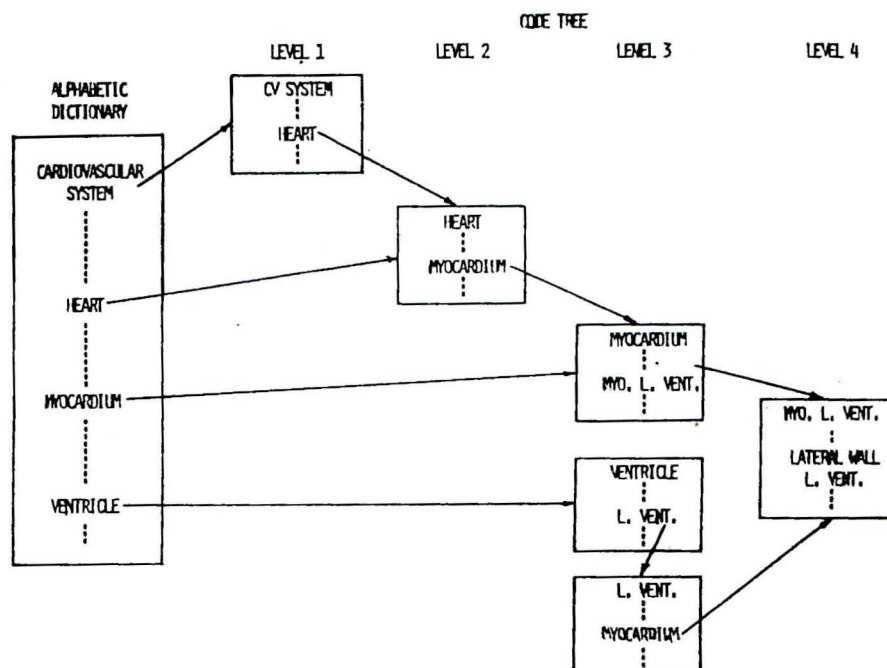 CODE TREE
LEVEL 1
LEVEL 2
LEVEL 3
LEVEL 4
ALPHABETIC
DICTIONARY
CARDIOVASCULAR
SYSTEM
HEART
MYOCARDIUM
VENTRICLE
CV SYSTEM
HEART
HEART
MYOCARDIUM
MYOCARDIUM
MYO. L. VENT.
VENTRICLE
L. VENT.
L. VENT.
MYOCARDIUM
MYO. L. VENT.
LATERAL WALL
L. VENT.